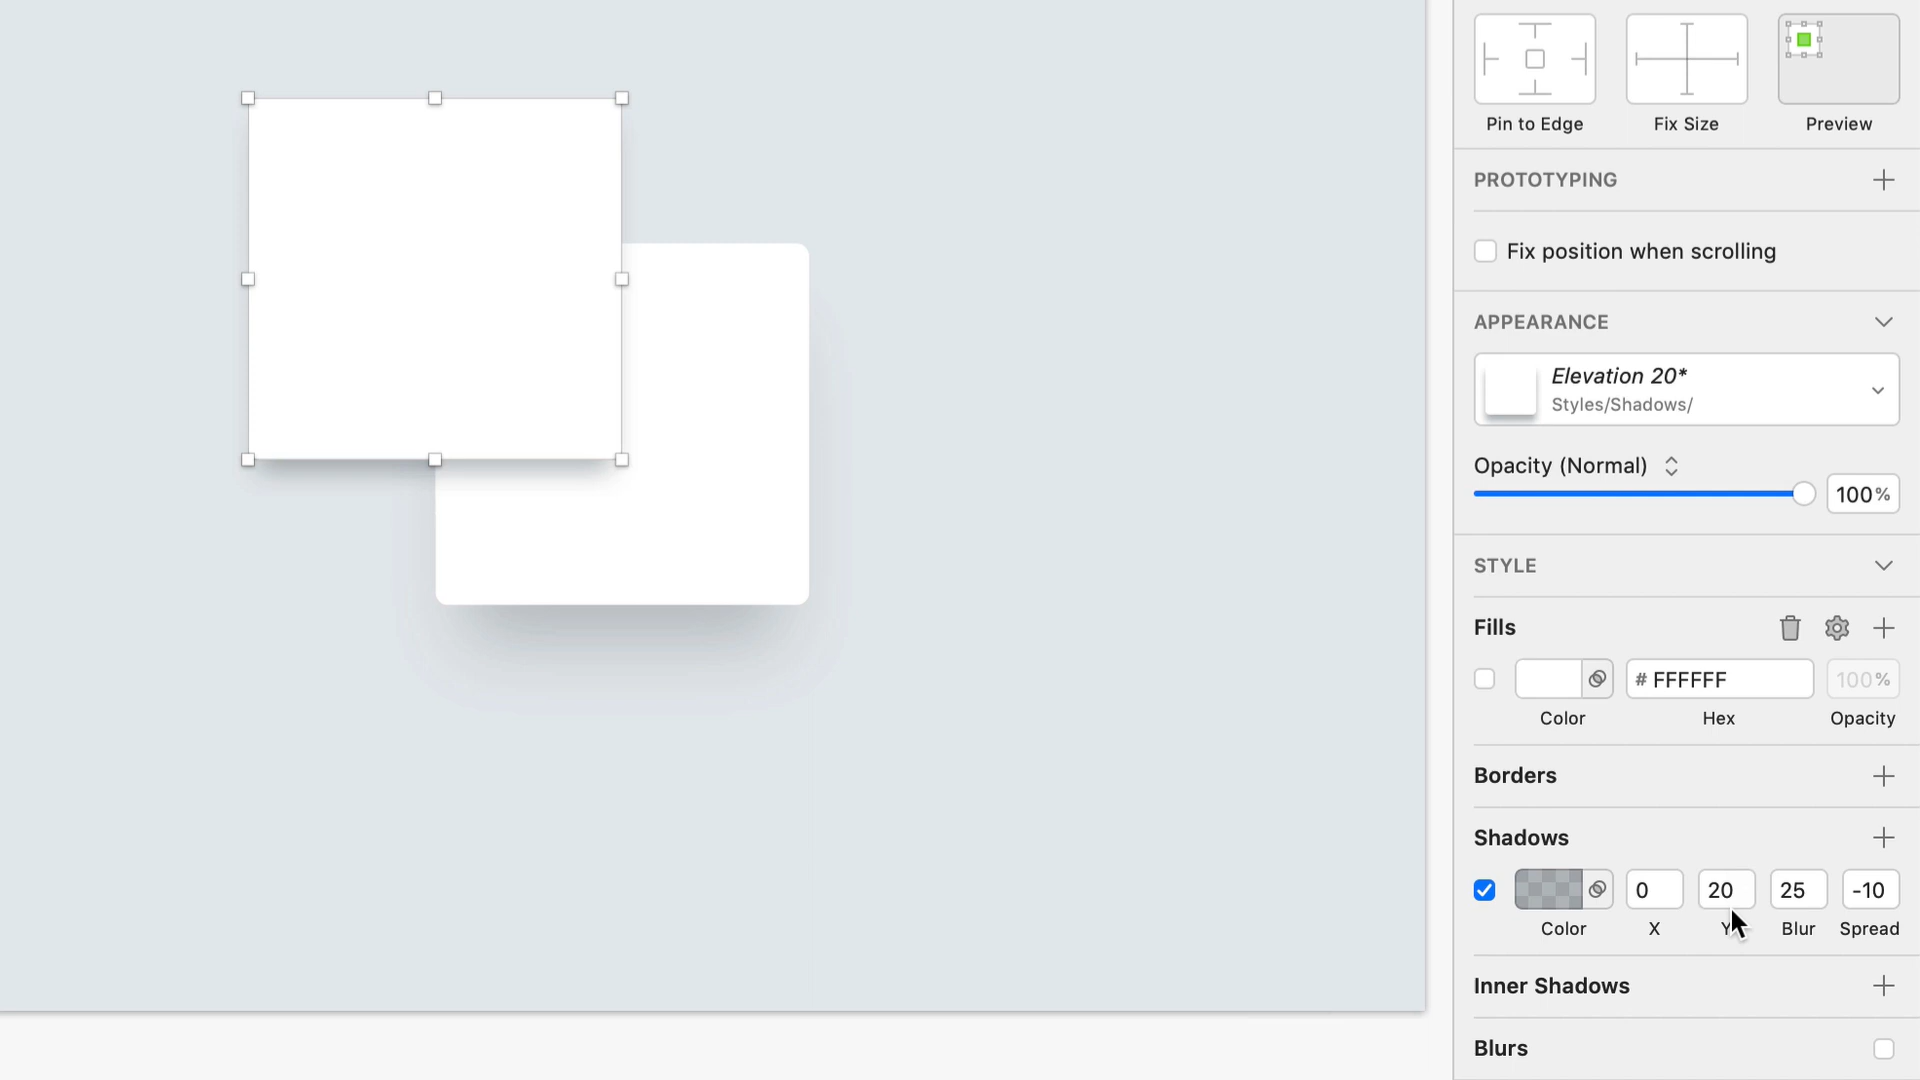 Pin to Edge
Fix Size
Preview
PROTOTYPING
Fix position when scrolling
APPEARANCE
Elevation 20*
Styles/Shadows/
Opacity (Normal)
100%
STYLE
Fills
# FFFFFF
100%
Color
Hex
Opacity
Borders
Shadows
0
20
25
-10
Color
X
Y
Blur
Spread
Inner Shadows
Blurs